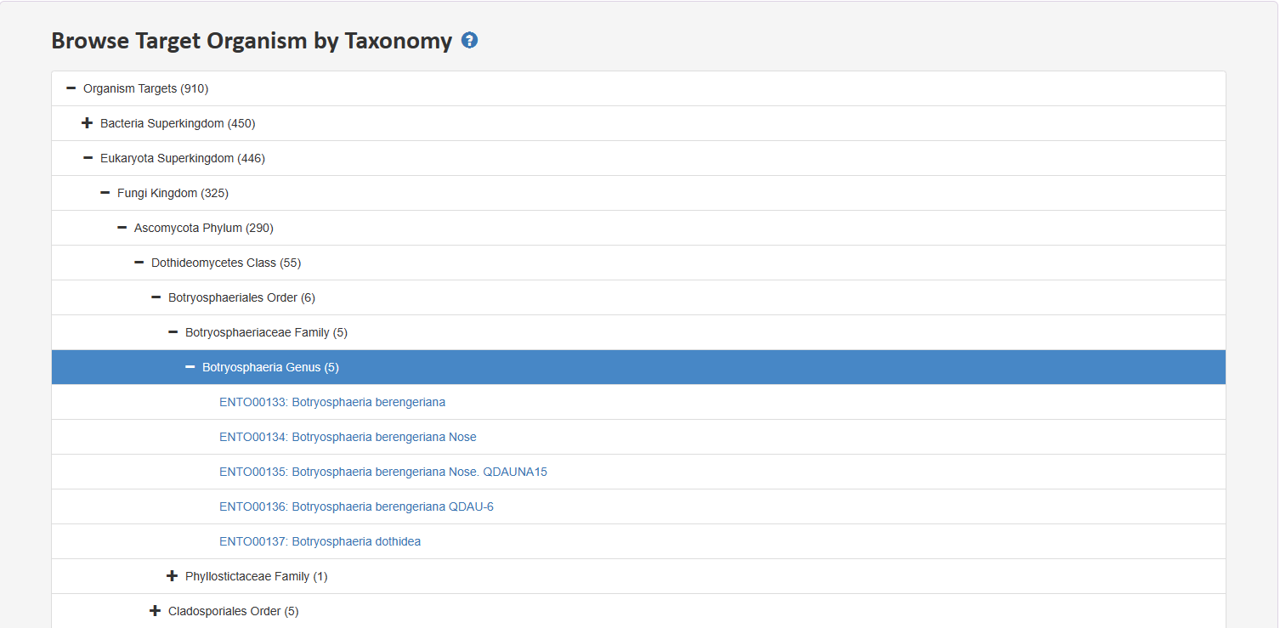 Browse Target Organism by Taxonomy ?
Organism Targets (910)
Bacteria Superkingdom (450)
Eukaryota Superkingdom (446)
Fungi Kingdom (325)
Ascomycota Phylum (290)
Dothideomycetes Class (55)
Botryosphaeriales Order (6)
Botryosphaeriaceae Family (5)
Botryosphaeria Genus (5)
ENTO00133: Botryosphaeria berengeriana
ENTO00134: Botryosphaeria berengeriana Nose
ENTO00135: Botryosphaeria berengeriana Nose. QDAUNA15
ENTO00136: Botryosphaeria berengeriana QDAU-6
ENTO00137: Botryosphaeria dothidea
Phyllostictaceae Family (1)
Cladosporiales Order (5)